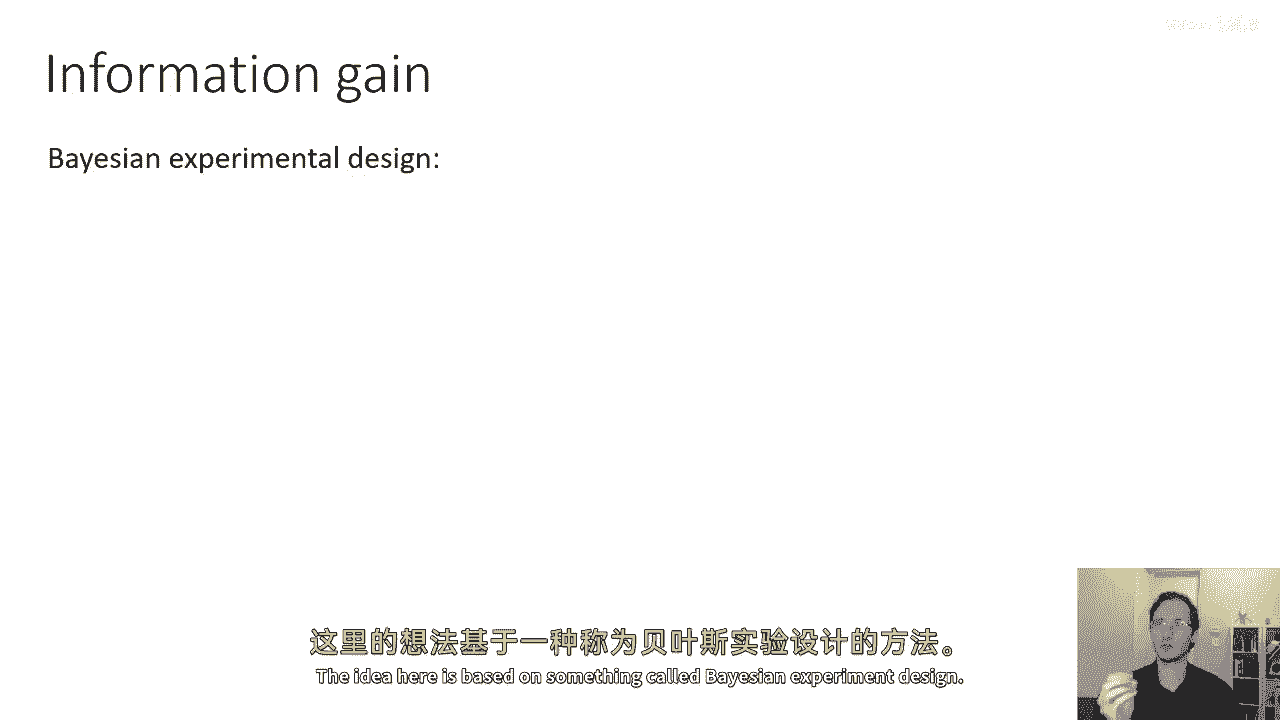 Information gain
Bayesian experimental design:
这里的想法基于一种称为贝叶斯实验设计的方法。
The idea here is based on something called Bayesian experiment design.